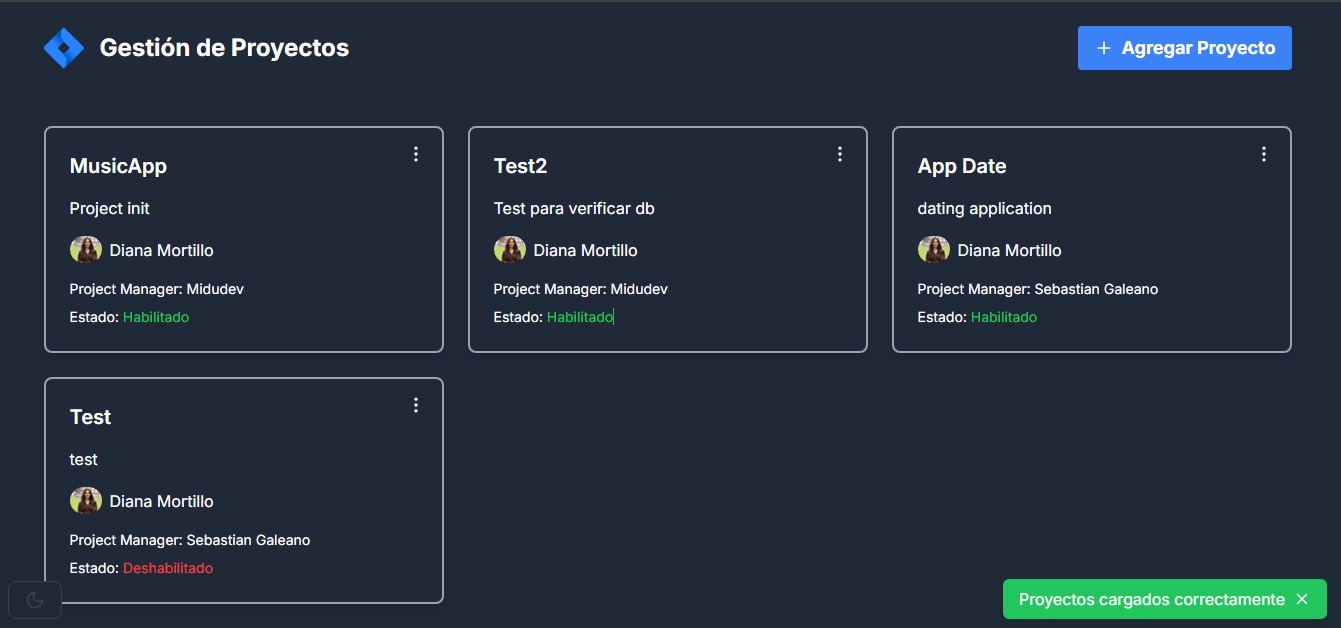 Gestión de Proyectos
+ Agregar Proyecto
MusicApp
Project init
Diana Mortillo
Project Manager: Midudev
Estado: Habilitado
Test2
Test para verificar db
Diana Mortillo
Project Manager: Midudev
Estado: Habilitado
App Date
dating application
Diana Mortillo
Project Manager: Sebastian Galeano
Estado: Habilitado
Test
test
Diana Mortillo
Project Manager: Sebastian Galeano
Estado: Deshabilitado
Proyectos cargados correctamente